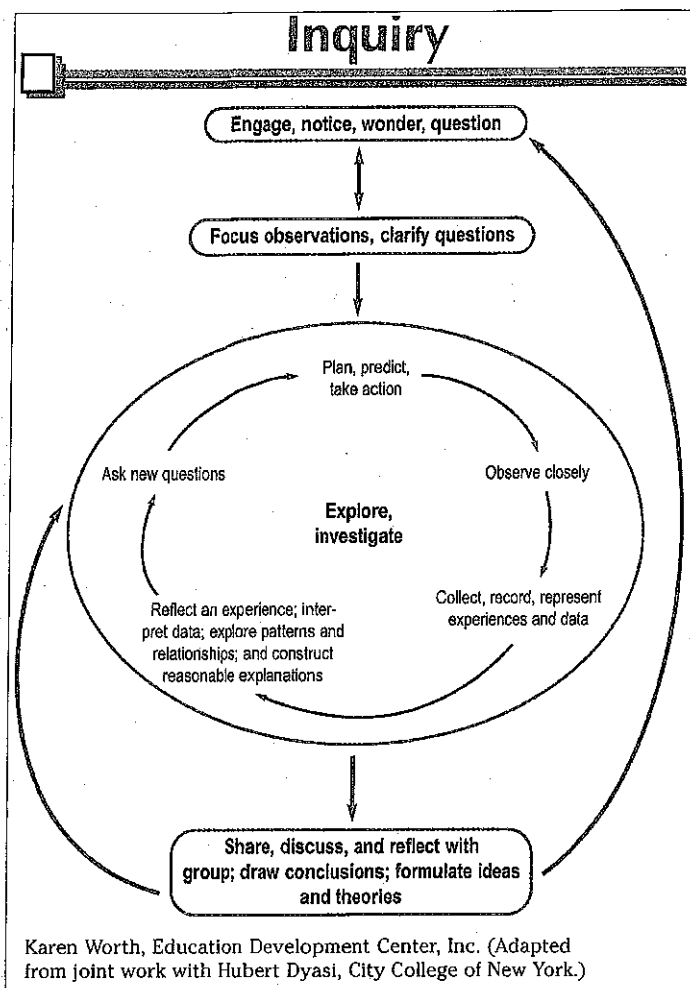 Inquiry
Engage, notice, wonder, question
Focus observations, clarify questions
Plan, predict,
take action
Ask new questions
Observe closely
Explore,
investigate
Collect, record, represent
experiences and data
Reflect an experience; inter-
pret data; explore patterns and
relationships; and construct
reasonable explanations
Share, discuss, and reflect with
group; draw conclusions; formulate ideas
and theories
Karen Worth, Education Development Center, Inc. (Adapted
from joint work with Hubert Dyasi, City College of New York.)